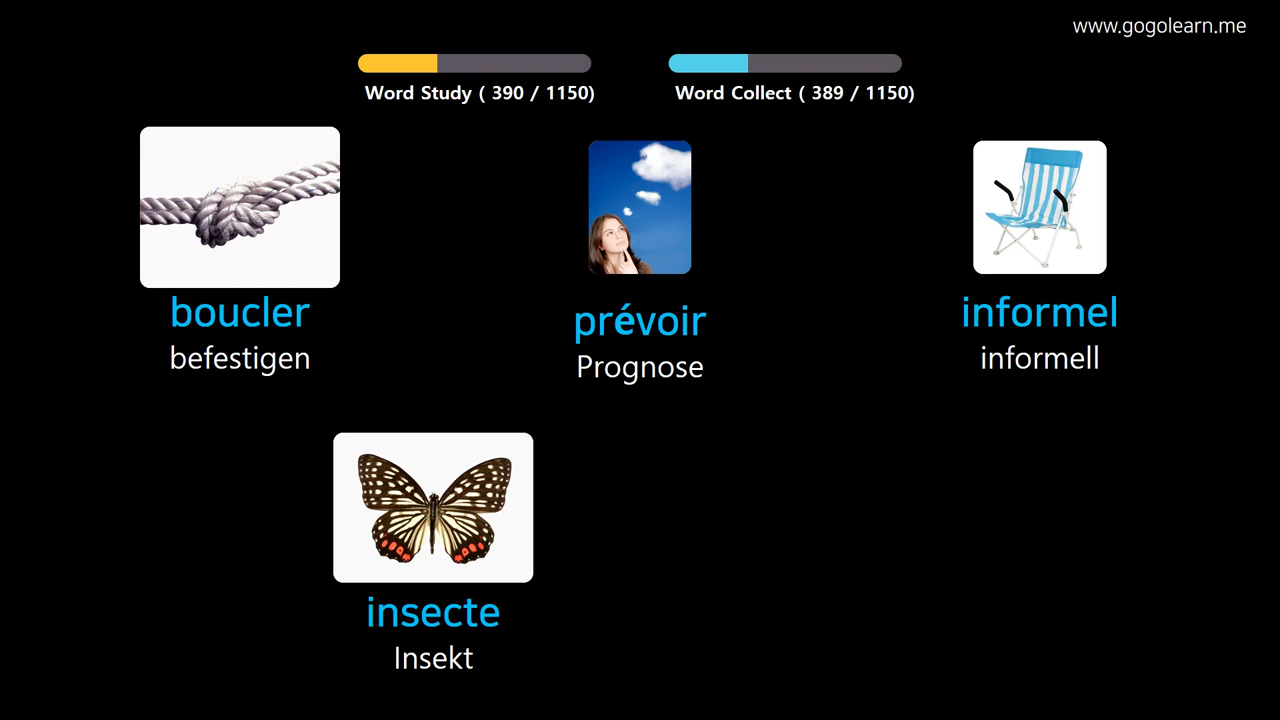 www.gogolearn.me
Word Study ( 390 / 1150)
Word Collect ( 389 / 1150)
boucler
befestigen
prévoir
Prognose
informel
informell
insecte
Insekt